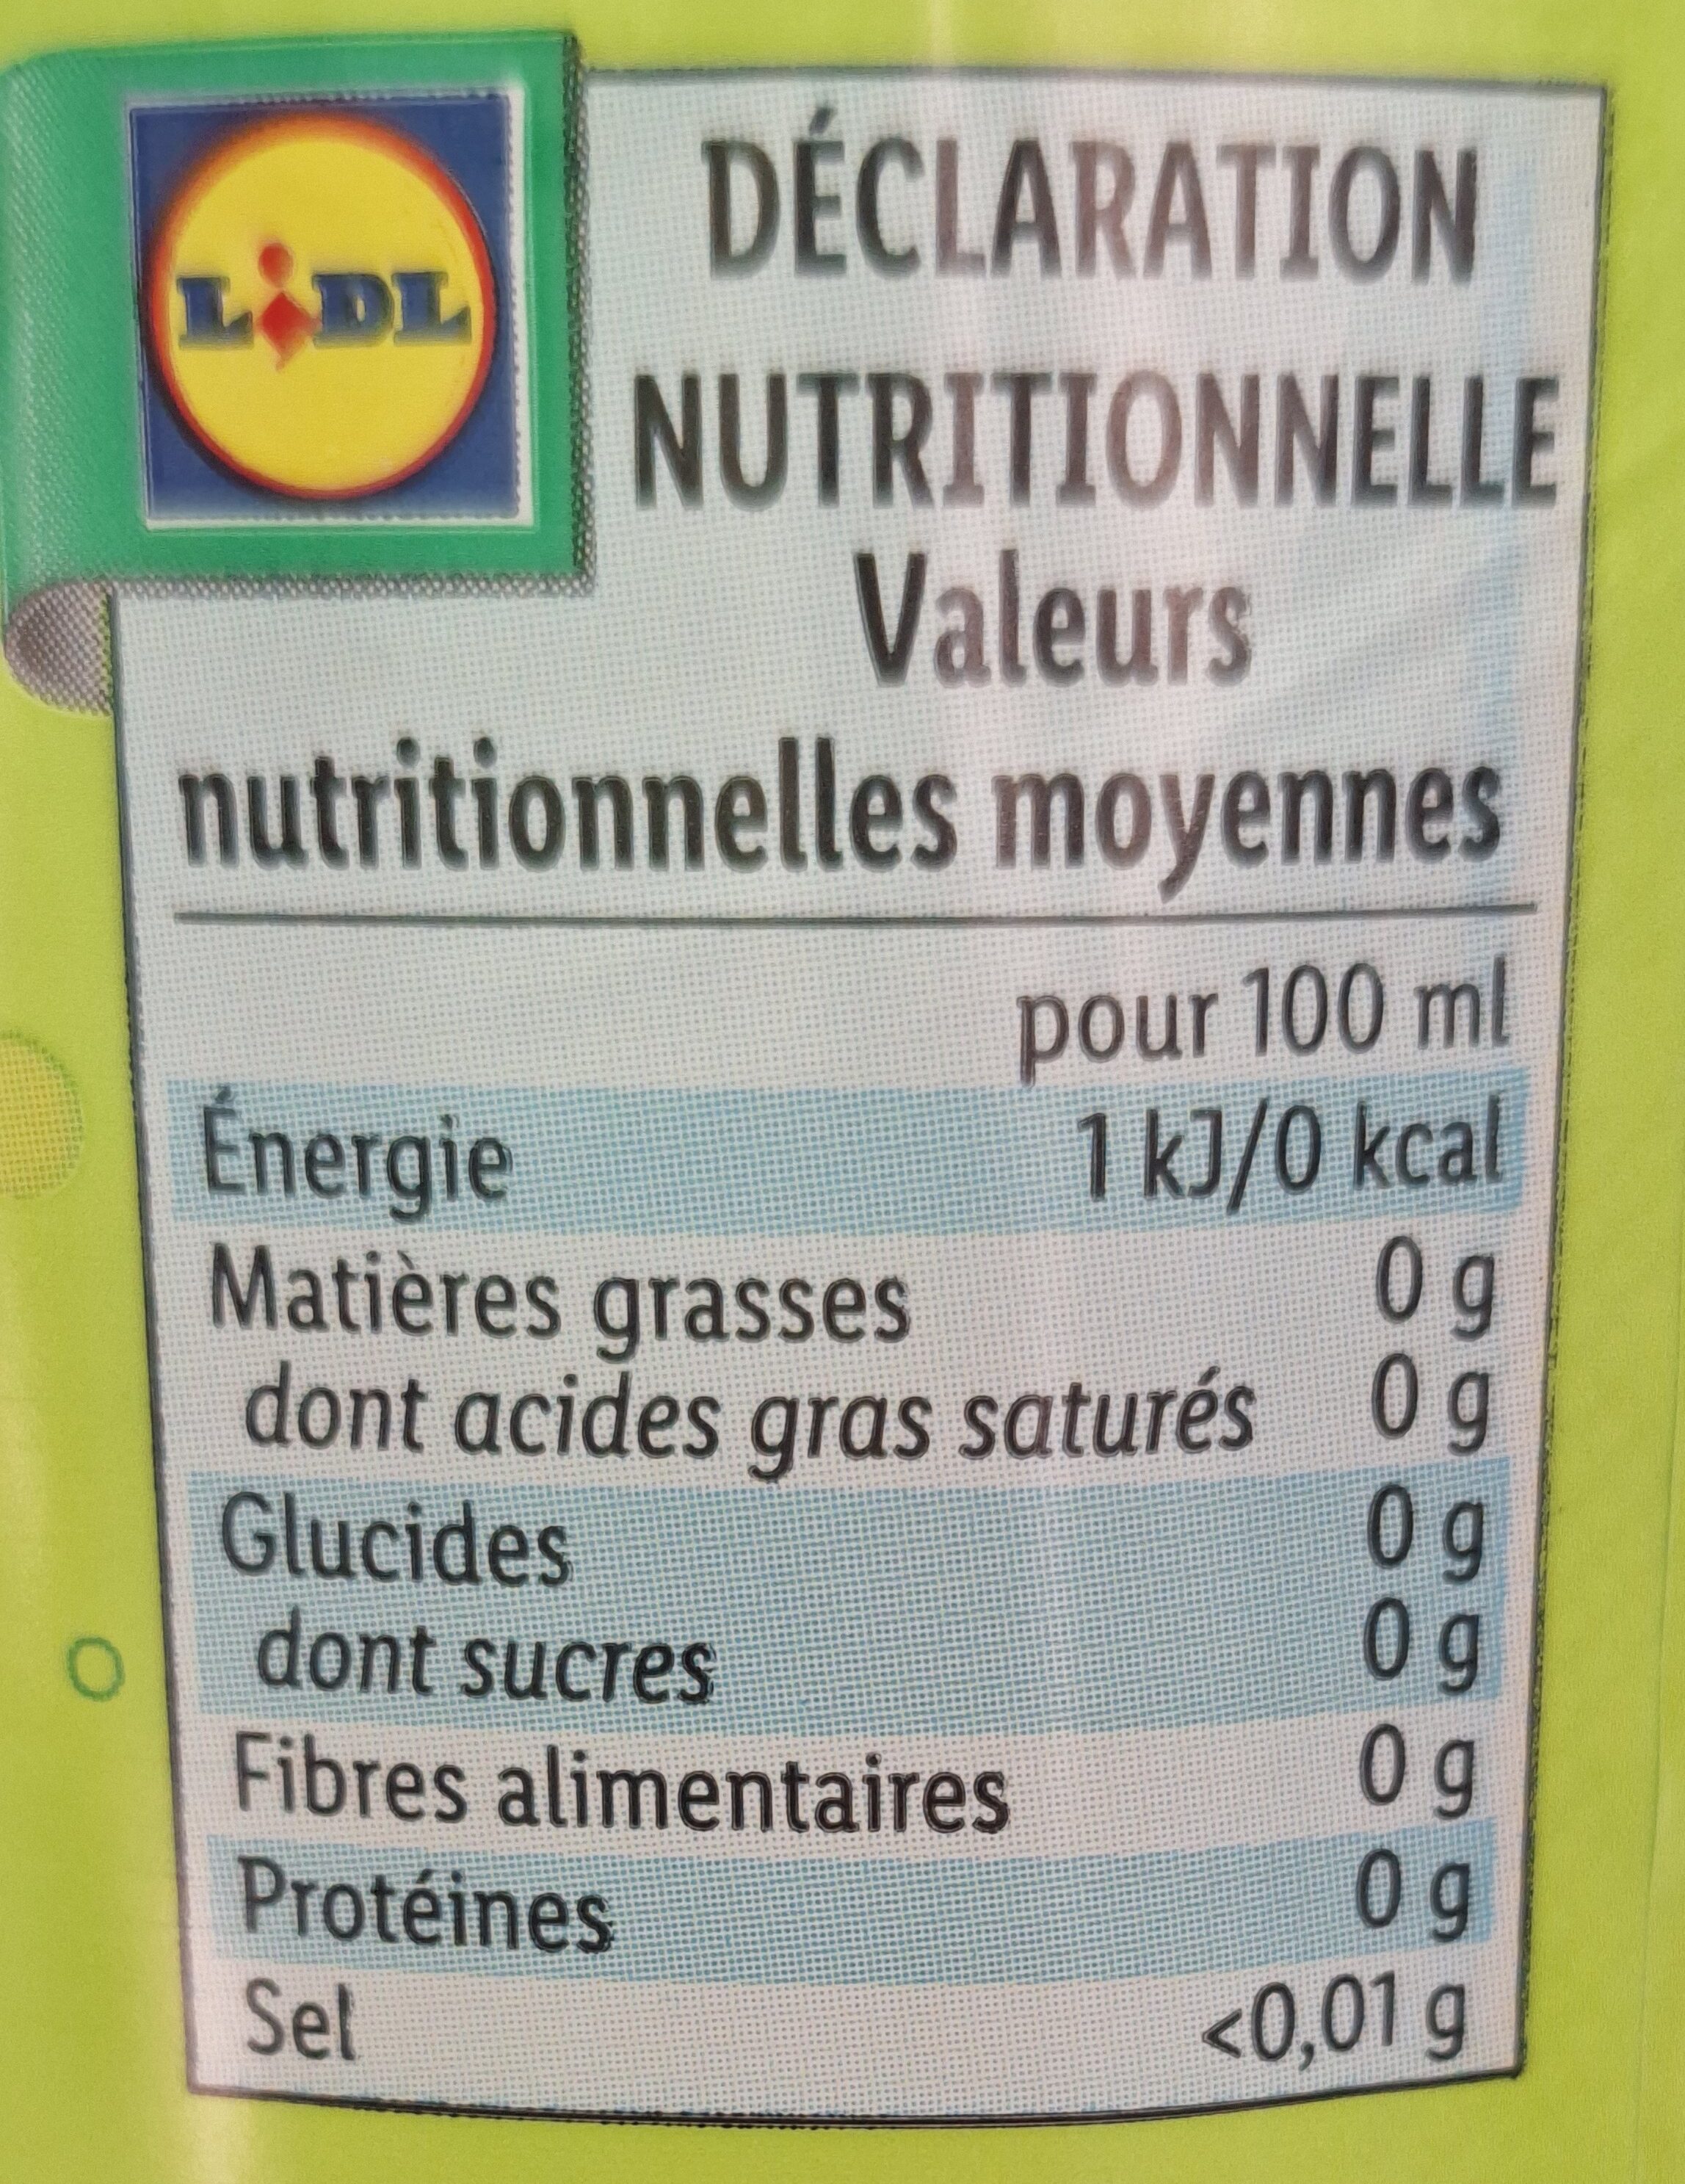 LIDL
DÉCLARATION
NUTRITIONNELLE
Valeurs
nutritionnelles moyennes
pour 100 ml
Énergie 1 kJ/0 kcal
Matières grasses 0 g
dont acides gras saturés 0 g
Glucides 0 g
dont sucres 0 g
Fibres alimentaires 0 g
Protéines 0 g
Sel <0,01 g